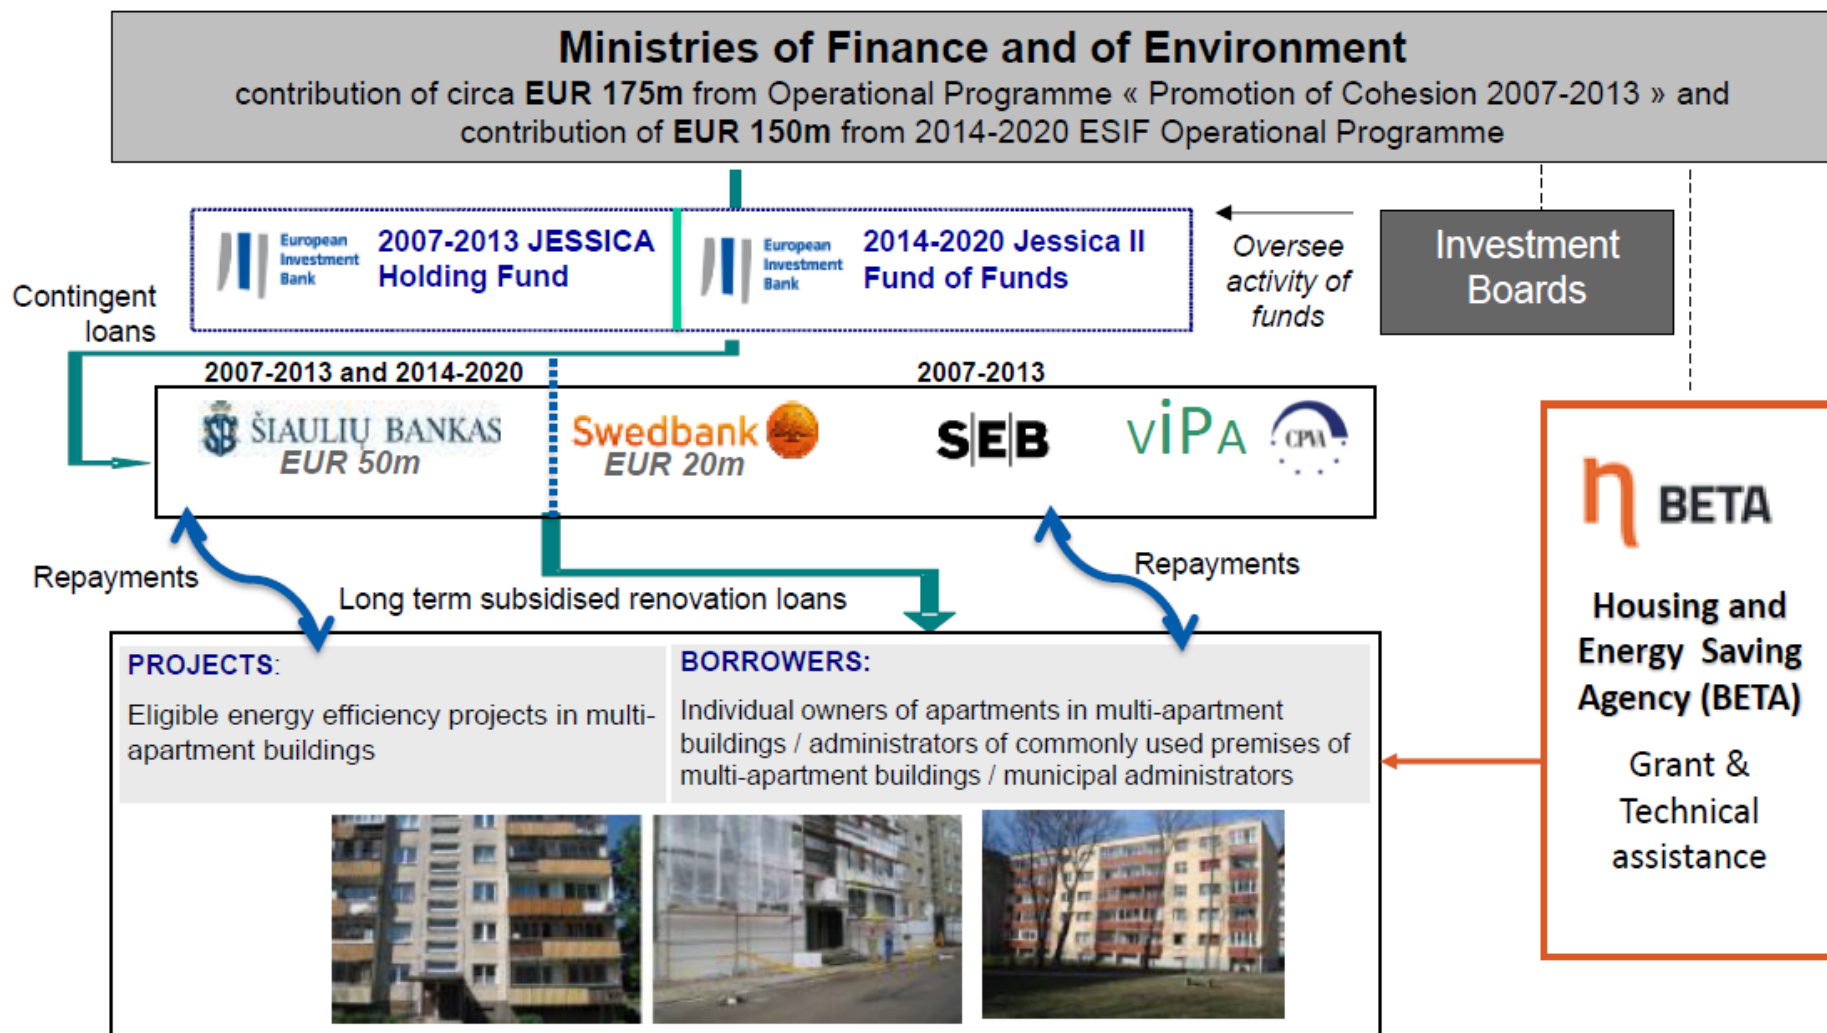 Ministries of Finance and of Environment
contribution of circa EUR 175m from Operational Programme « Promotion of Cohesion 2007-2013 » and
contribution of EUR 150m from 2014-2020 ESIF Operational Programme
European
Investment
Bank
2007-2013 JESSICA
Holding Fund
European
Investment
Bank
2014-2020 Jessica II
Fund of Funds
Oversee
activity of
funds
Investment
Boards
Contingent
loans
2007-2013 and 2014-2020
2007-2013
ŠIAULIŲ BANKAS
EUR 50m
Swedbank
EUR 20m
S|E|B
viPA
CPVA
BETA
Housing and
Energy Saving
Agency (BETA)
Grant &
Technical
assistance
Repayments
Long term subsidised renovation loans
Repayments
PROJECTS:
Eligible energy efficiency projects in multi-
apartment buildings
BORROWERS:
Individual owners of apartments in multi-apartment
buildings / administrators of commonly used premises of
multi-apartment buildings / municipal administrators